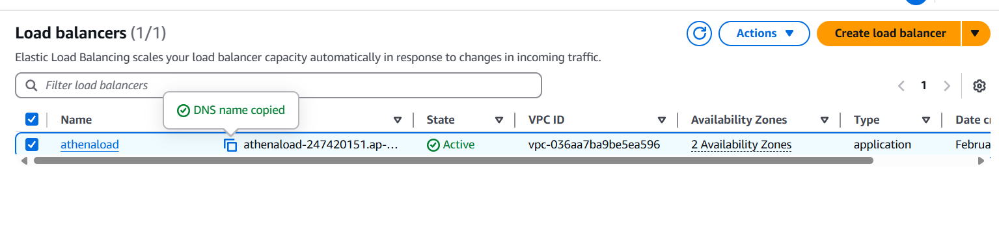 Load balancers (1/1)
Actions
Create load balancer
Elastic Load Balancing scales your load balancer capacity automatically in response to changes in incoming traffic.
Filter load balancers
1
DNS name copied
Name State VPC ID Availability Zones Type Date c
athenaload athenaload-247420151.ap-... Active vpc-036aa7ba9be5ea596 2 Availability Zones application Februa